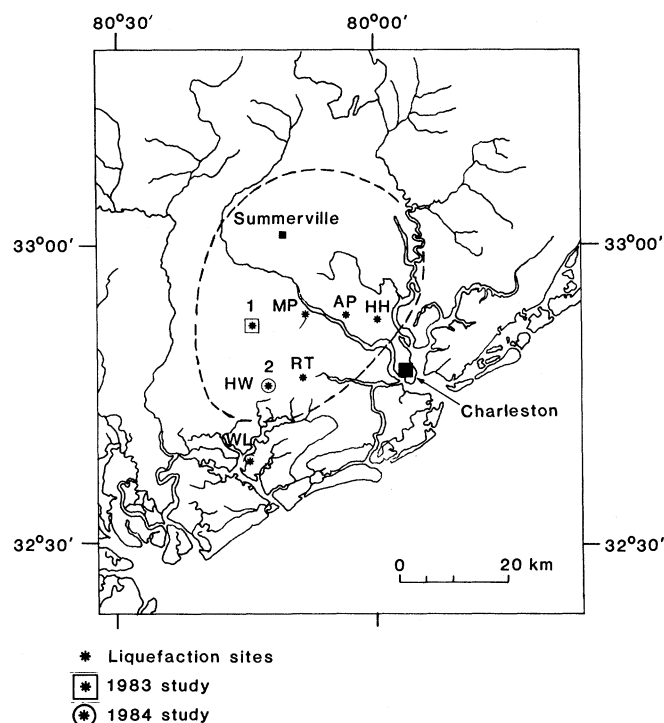 80°30' 80°00'
Summerville
33°00' 33°00'
1 MP AP HH
2 RT
HW
Charleston
WL
32°30' 32°30'
0 20 km
Liquefaction sites
1983 study
1984 study